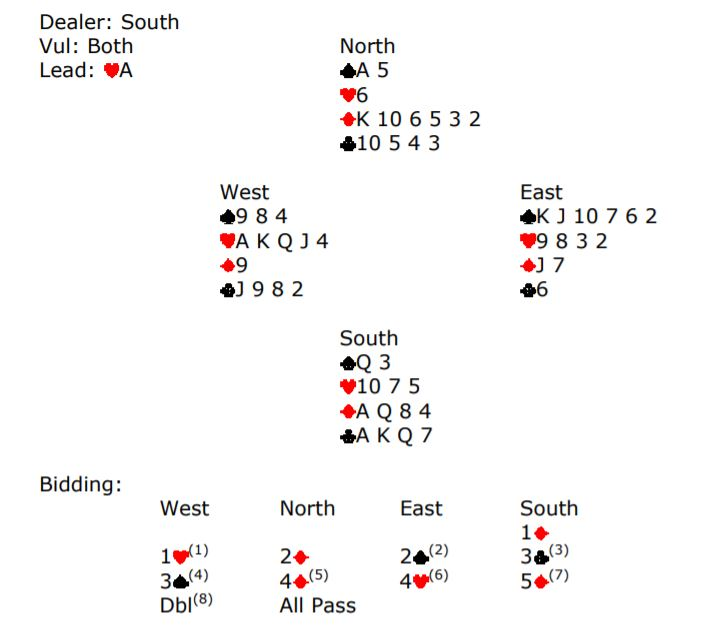 Dealer: South
Vul: Both North
Lead: ♥A ♠A 5
♥6
♦K 10 6 5 3 2
♣10 5 4 3
West East
♠9 8 4 ♠K J 10 7 6 2
♥A K Q J 4 ♥9 8 3 2
♦9 ♦J 7
♣J 9 8 2 ♣6
South
♠Q 3
♥10 7 5
♦A Q 8 4
♣A K Q 7
Bidding:
West North East South
1♦
1♥(1) 2♦ 2♠(2) 3♣(3)
3♠(4) 4♦(5) 4♥(6) 5♦(7)
Dbl(8) All Pass